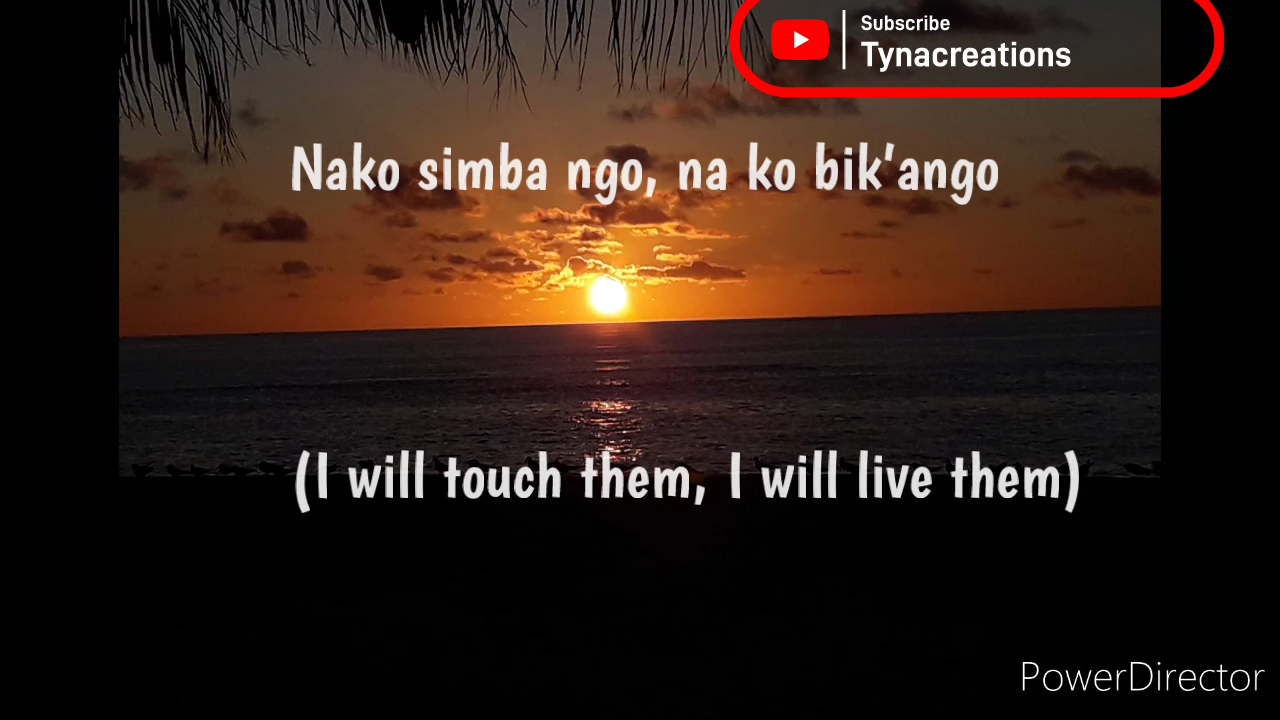 Subscribe
Tynacreations
Nako simba ngo, na ko bik'ango
(I will touch them, I will live them)
PowerDirector